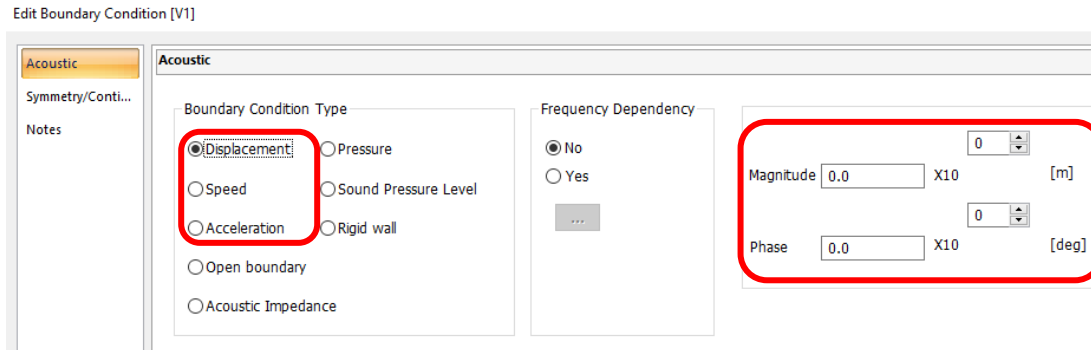 Edit Boundary Condition [V1]
Acoustic
Symmetry/Conti...
Notes
Acoustic
Boundary Condition Type
Displacement Pressure
Speed Sound Pressure Level
Acceleration Rigid wall
Open boundary
Acoustic Impedance
Frequency Dependency
No
Yes
...
0
Magnitude 0.0 X10 [m]
0
Phase 0.0 X10 [deg]